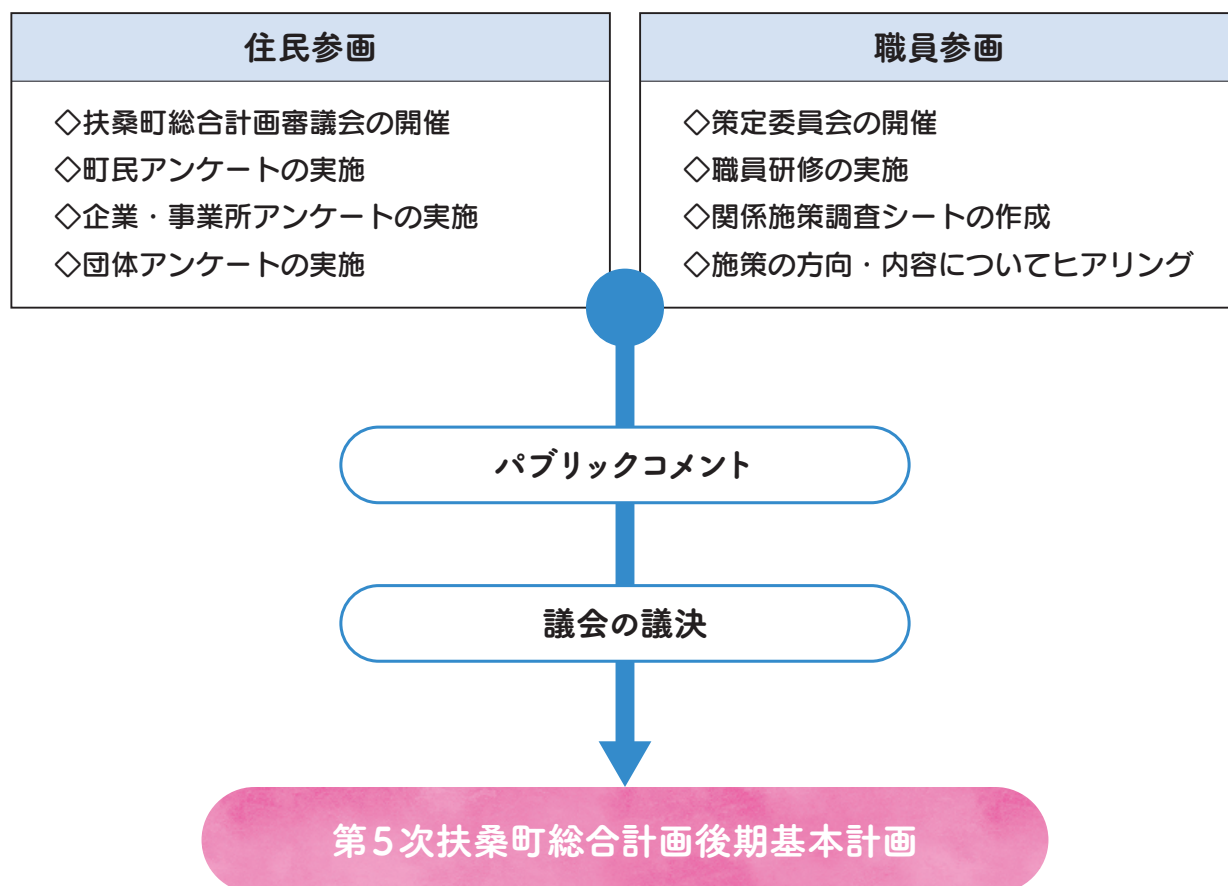 住民参画
◇扶桑町総合計画審議会の開催
◇町民アンケートの実施
◇企業・事業所アンケートの実施
◇団体アンケートの実施
職員参画
◇策定委員会の開催
◇職員研修の実施
◇関係施策調査シートの作成
◇施策の方向・内容についてヒアリング
パブリックコメント
議会の議決
第5次扶桑町総合計画後期基本計画